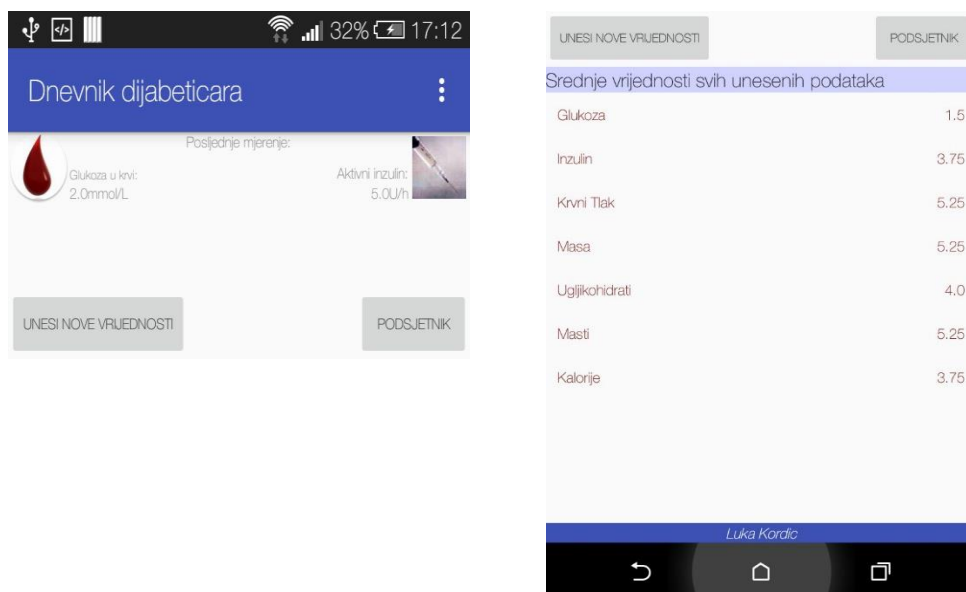 32% 17:12
Dnevnik dijabeticara
Posljednje mjerenje:
Glukoza u krvi:
2.0mmol/L
Aktivni inzulin:
5.0U/h
UNESI NOVE VRIJEDNOSTI
PODSJETNIK
UNESI NOVE VRIJEDNOSTI
PODSJETNIK
Srednje vrijednosti svih unesenih podataka
Glukoza 1.5
Inzulin 3.75
Krvni Tlak 5.25
Masa 5.25
Ugljikohidrati 4.0
Masti 5.25
Kalorije 3.75
Luka Kordic